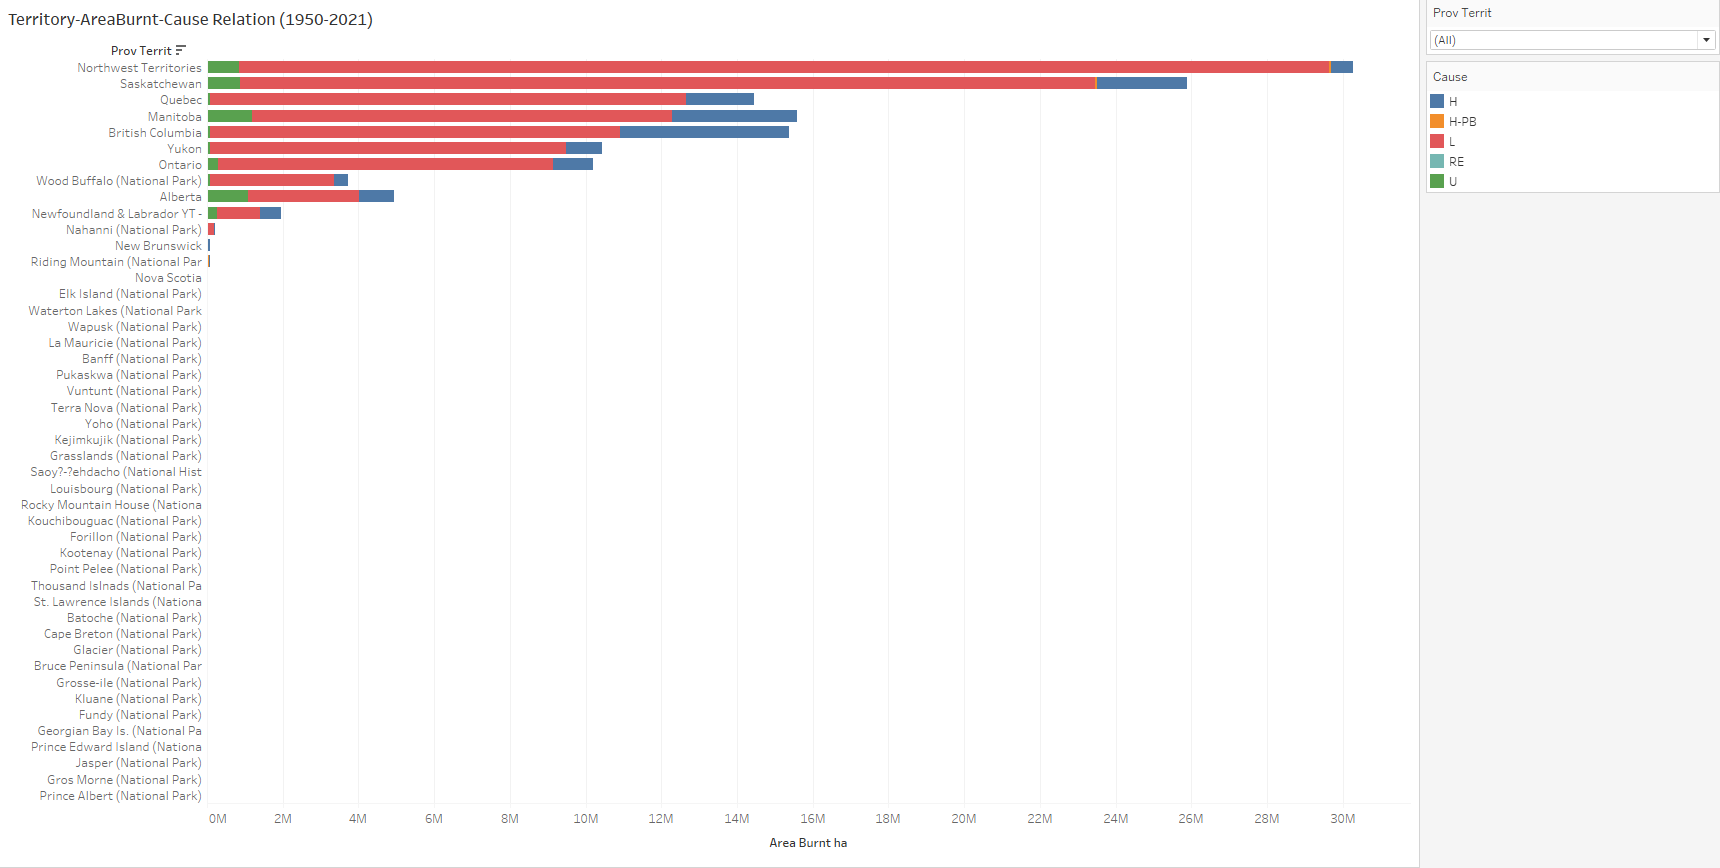 Territory-AreaBurnt-Cause Relation (1950-2021)
Prov Territ
Northwest Territories
Saskatchewan
Quebec
Manitoba
British Columbia
Yukon
Ontario
Wood Buffalo (National Park)
Alberta
Newfoundland & Labrador YT -
Nahanni (National Park)
New Brunswick
Riding Mountain (National Par
Nova Scotia
Elk Island (National Park)
Waterton Lakes (National Park
Wapusk (National Park)
La Mauricie (National Park)
Banff (National Park)
Pukaskwa (National Park)
Vuntunt (National Park)
Terra Nova (National Park)
Yoho (National Park)
Kejimkujik (National Park)
Grasslands (National Park)
Saoy?-?ehdacho (National Hist
Louisbourg (National Park)
Rocky Mountain House (Nationa
Kouchibouguac (National Park)
Forillon (National Park)
Kootenay (National Park)
Point Pelee (National Park)
Thousand Islnads (National Pa
St. Lawrence Islands (Nationa
Batoche (National Park)
Cape Breton (National Park)
Glacier (National Park)
Bruce Peninsula (National Par
Grosse-ile (National Park)
Kluane (National Park)
Fundy (National Park)
Georgian Bay Is. (National Pa
Prince Edward Island (Nationa
Jasper (National Park)
Gros Morne (National Park)
Prince Albert (National Park)
0M 2M 4M 6M 8M 10M 12M 14M 16M 18M 20M 22M 24M 26M 28M 30M
Area Burnt ha
Prov Territ
(All)
Cause
H
H-PB
L
RE
U